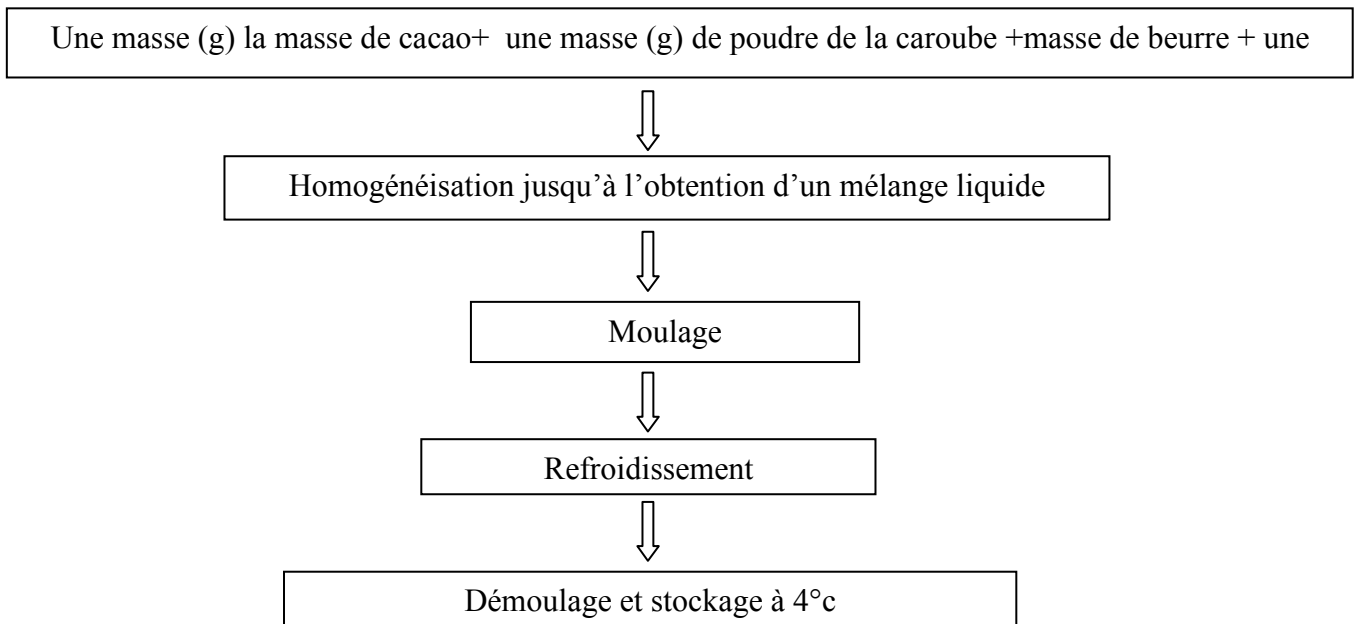 Une masse (g) la masse de cacao+ une masse (g) de poudre de la caroube +masse de beurre + une
Homogénéisation jusqu’à l’obtention d’un mélange liquide
Moulage
Refroidissement
Démoulage et stockage à 4°c